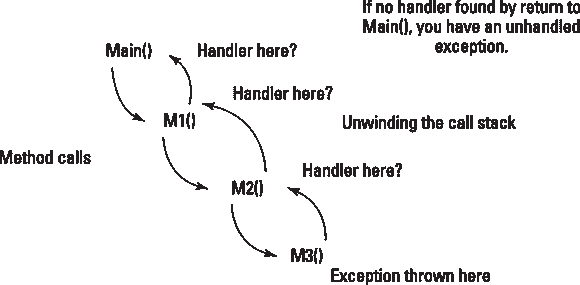 If no handler found by return to
Main(), you have an unhandled
exception.
Main()
Handler here?
Handler here?
M1()
Unwinding the call stack
Method calls
Handler here?
M2()
M3()
Exception thrown here